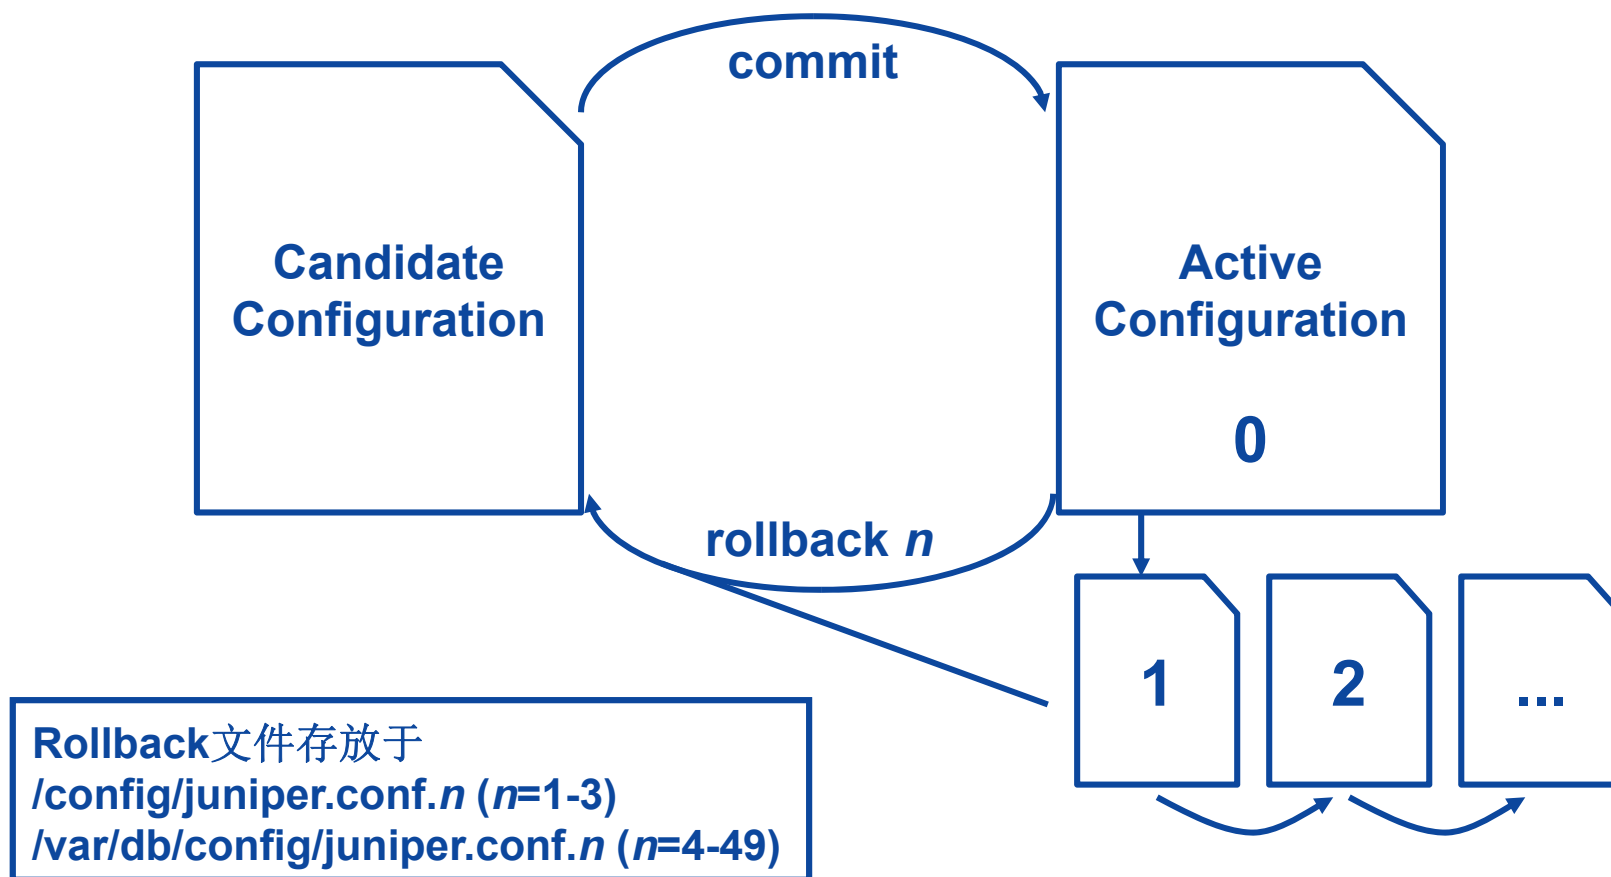 commit
Candidate
Configuration
Active
Configuration
0
rollback n
1
2
...
Rollback文件存放于
/config/juniper.conf.n (n=1-3)
/var/db/config/juniper.conf.n (n=4-49)